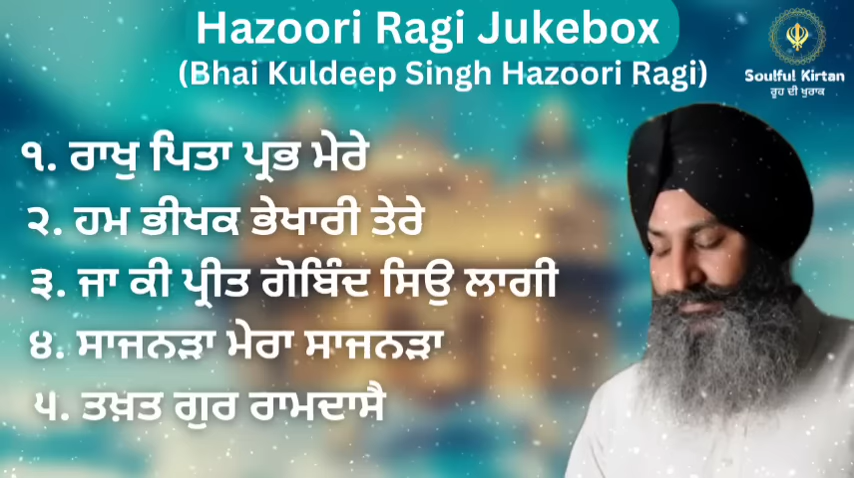 Hazoori Ragi Jukebox
(Bhai Kuldeep Singh Hazoori Ragi)
Soulful Kirtan
ਰੂਹ ਦੀ ਖੁਰਾਕ
੧. ਰਾਖੁ ਪਿਤਾ ਪ੍ਰਭ ਮੇਰੇ
੨. ਹਮ ਭੀਖਕ ਭੇਖਾਰੀ ਤੇਰੇ
੩. ਜਾ ਕੀ ਪ੍ਰੀਤ ਗੋਬਿੰਦ ਸਿਉ ਲਾਗੀ
੪. ਸਾਜਨੜਾ ਮੇਰਾ ਸਾਜਨੜਾ
੫. ਤਖ਼ਤ ਗੁਰ ਰਾਮਦਾਸੈ